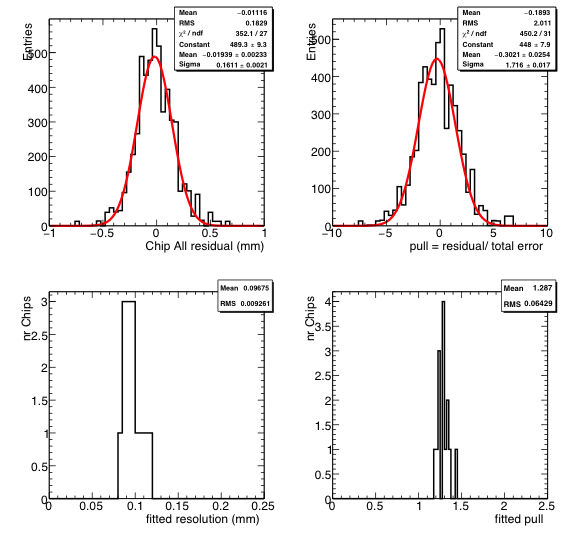 Mean −0.01116
RMS 0.1829
χ² / ndf 352.1 / 27
Constant 489.3 ± 9.3
Mean −0.01939 ± 0.00233
Sigma 0.1611 ± 0.0021
Entries
500
400
300
200
100
0
−1 −0.5 0 0.5 1
Chip All residual (mm)
Mean −0.1893
RMS 2.011
χ² / ndf 450.2 / 31
Constant 448 ± 7.9
Mean −0.3021 ± 0.0254
Sigma 1.716 ± 0.017
Entries
500
400
300
200
100
0
−10 −5 0 5 10
pull = residual/ total error
Mean 0.09675
RMS 0.009261
nr Chips
3
2.5
2
1.5
1
0.5
0
0 0.05 0.1 0.15 0.2 0.25
fitted resolution (mm)
Mean 1.287
RMS 0.06429
nr Chips
4
3.5
3
2.5
2
1.5
1
0.5
0
0 0.5 1 1.5 2 2.5
fitted pull